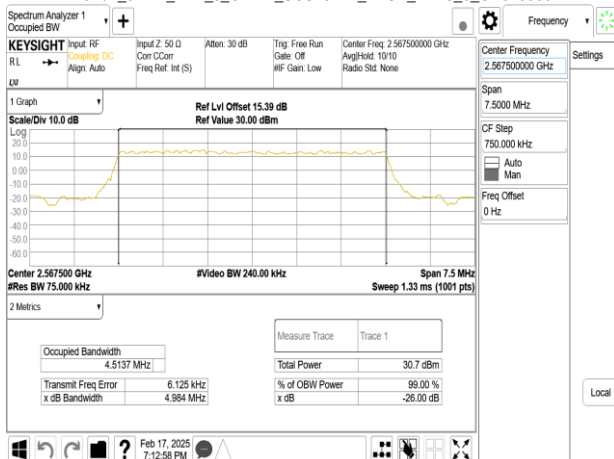 Spectrum Analyzer 1
Occupied BW
Frequency
KEYSIGHT
RL
LXI
Input: RF
Coupling: DC
Align: Auto
Input Z: 50 Ω
Corr CCorr
Freq Ref: Int (S)
Atten: 30 dB
Trig: Free Run
Gate: Off
#IF Gain: Low
Center Freq: 2.567500000 GHz
Avg|Hold: 10/10
Radio Std: None
Center Frequency
2.567500000 GHz
Settings
Span
7.5000 MHz
CF Step
750.000 kHz
Auto
Man
Freq Offset
0 Hz
1 Graph
Scale/Div 10.0 dB
Ref Lvl Offset 15.39 dB
Ref Value 30.00 dBm
Log
20.0
10.0
0.00
-10.0
-20.0
-30.0
-40.0
-50.0
-60.0
Center 2.567500 GHz
#Res BW 75.000 kHz
#Video BW 240.00 kHz
Span 7.5 MHz
Sweep 1.33 ms (1001 pts)
2 Metrics
Measure Trace Trace 1
Occupied Bandwidth
4.5137 MHz
Total Power 30.7 dBm
Transmit Freq Error 6.125 kHz
% of OBW Power 99.00 %
x dB Bandwidth 4.984 MHz
x dB -26.00 dB
Local
?
Feb 17, 2025
7:12:58 PM